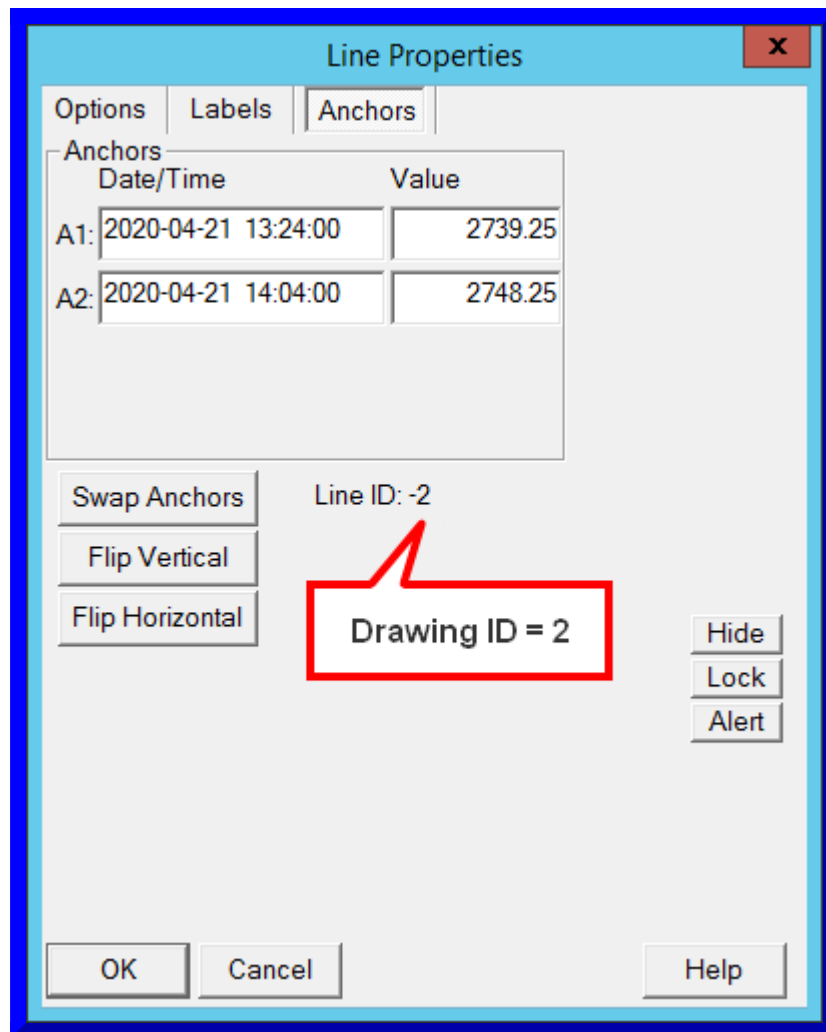 Line Properties
x
Options Labels Anchors
Anchors
Date/Time Value
A1: 2020-04-21 13:24:00 2739.25
A2: 2020-04-21 14:04:00 2748.25
Swap Anchors Line ID: -2
Flip Vertical
Flip Horizontal
Drawing ID = 2
Hide
Lock
Alert
OK Cancel Help